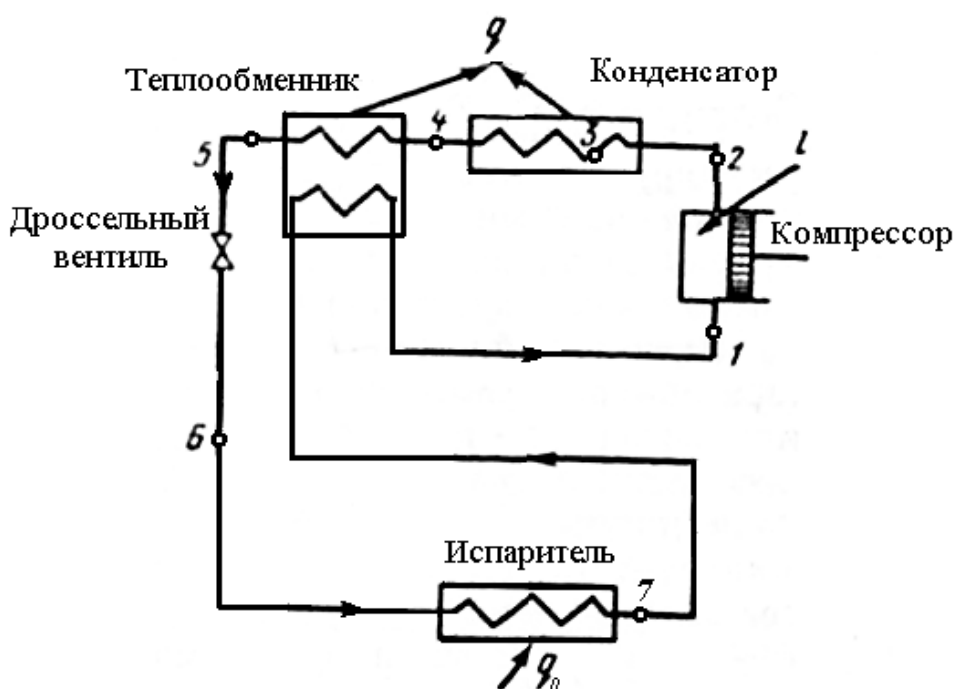 q
Теплообменник
Конденсатор
5
4
3
2
l
Дроссельный
вентиль
Компрессор
1
6
Испаритель
7
q₀